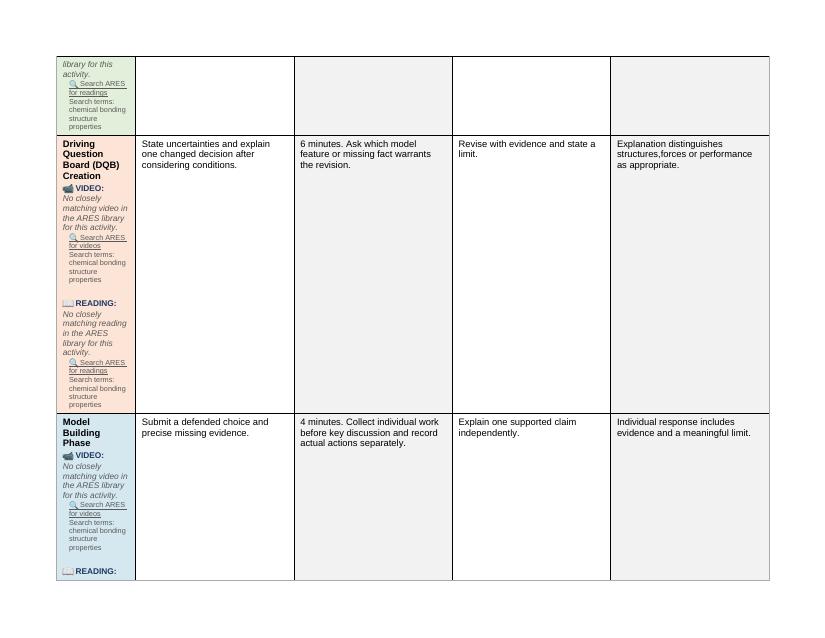 library for this
activity.
🔍 Search ARES
for readings
Search terms:
chemical bonding
structure
properties
Driving
Question
Board (DQB)
Creation
📹 VIDEO:
No closely
matching video in
the ARES library
for this activity.
🔍 Search ARES
for videos
Search terms:
chemical bonding
structure
properties
📖 READING:
No closely
matching reading
in the ARES
library for this
activity.
🔍 Search ARES
for readings
Search terms:
chemical bonding
structure
properties
State uncertainties and explain
one changed decision after
considering conditions.
6 minutes. Ask which model
feature or missing fact warrants
the revision.
Revise with evidence and state a
limit.
Explanation distinguishes
structures,forces or performance
as appropriate.
Model
Building
Phase
📹 VIDEO:
No closely
matching video in
the ARES library
for this activity.
🔍 Search ARES
for videos
Search terms:
chemical bonding
structure
properties
📖 READING:
Submit a defended choice and
precise missing evidence.
4 minutes. Collect individual work
before key discussion and record
actual actions separately.
Explain one supported claim
independently.
Individual response includes
evidence and a meaningful limit.